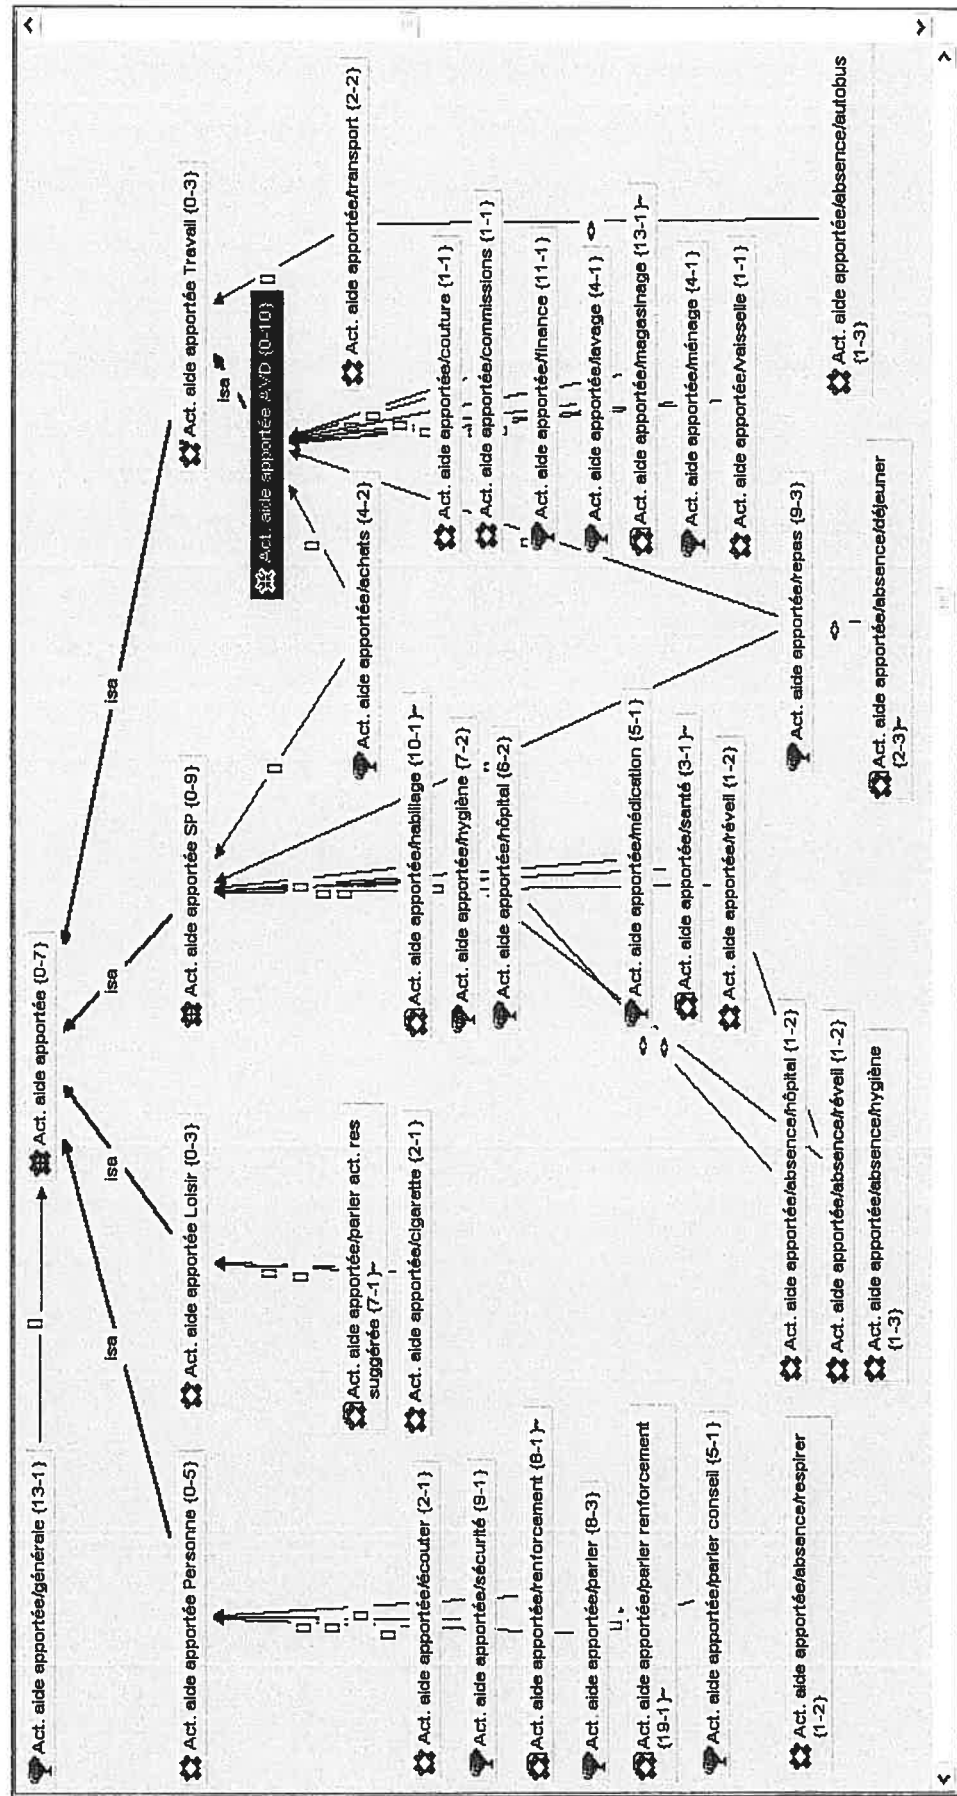 Act. aide apportée/générale {13-1}
Act. aide apportée {0-7}
isa
isa
isa
isa
Act. aide apportée Personne {0-5}
Act. aide apportée Loisir {0-3}
Act. aide apportée SP {0-9}
Act. aide apportée Travail {0-3}
isa
Act. aide apportée AVD {0-10}
Act. aide apportée/parler act. res
suggérée {7-1}~
Act. aide apportée/cigarette {2-1}
Act. aide apportée/achats {4-2}
Act. aide apportée/transport {2-2}
Act. aide apportée/écouter {2-1}
Act. aide apportée/sécurité {9-1}
Act. aide apportée/renforcement {8-1}~
Act. aide apportée/parler {8-3}
Act. aide apportée/parler renforcement
{19-1}~
Act. aide apportée/parler conseil {5-1}
Act. aide apportée/absence/respirer
{1-2}
Act. aide apportée/habillage {10-1}~
Act. aide apportée/hygiène {7-2}
Act. aide apportée/hôpital {6-2}
Act. aide apportée/médication {5-1}
Act. aide apportée/santé {3-1}~
Act. aide apportée/réveil {1-2}
Act. aide apportée/absence/hôpital {1-2}
Act. aide apportée/absence/réveil {1-2}
Act. aide apportée/absence/hygiène
{1-3}
Act. aide apportée/couture {1-1}
Act. aide apportée/commissions {1-1}
Act. aide apportée/finance {11-1}
Act. aide apportée/lavage {4-1}
Act. aide apportée/magasinage {13-1}~
Act. aide apportée/ménage {4-1}
Act. aide apportée/vaisselle {1-1}
Act. aide apportée/repas {9-3}
Act. aide apportée/absence/déjeuner
{2-3}~
Act. aide apportée/absence/autobus
{1-3}